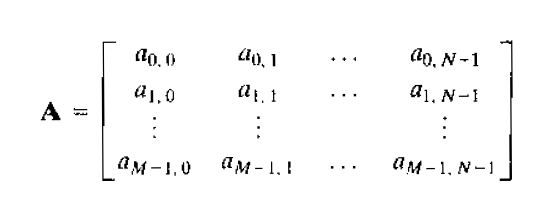 a_{0,0} a_{0,1} ... a_{0,N-1}
a_{1,0} a_{1,1} ... a_{1,N-1}
A = ⋮ ⋮ ⋮
a_{M-1,0} a_{M-1,1} ... a_{M-1,N-1}